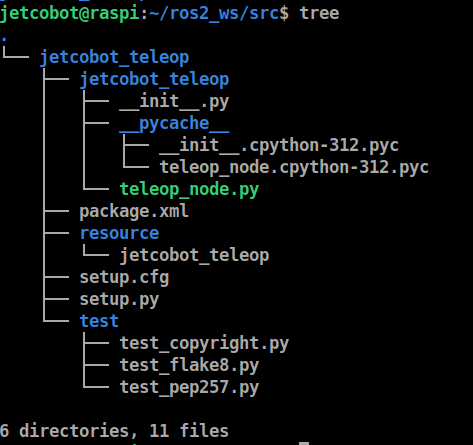 jetcobot@raspi:~/ros2_ws/src$ tree
.
└── jetcobot_teleop
    ├── jetcobot_teleop
    │   ├── __init__.py
    │   ├── __pycache__
    │   │   ├── __init__.cpython-312.pyc
    │   │   └── teleop_node.cpython-312.pyc
    │   └── teleop_node.py
    ├── package.xml
    ├── resource
    │   └── jetcobot_teleop
    ├── setup.cfg
    ├── setup.py
    └── test
        ├── test_copyright.py
        ├── test_flake8.py
        └── test_pep257.py
6 directories, 11 files